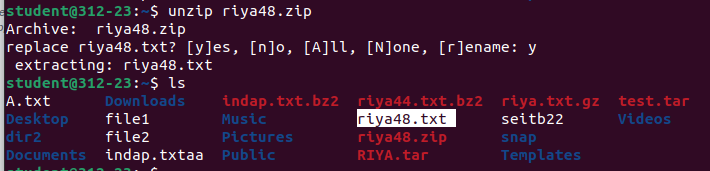 student@312-23:~$ unzip riya48.zip
Archive:  riya48.zip
replace riya48.txt? [y]es, [n]o, [A]ll, [N]one, [r]ename: y
 extracting: riya48.txt
student@312-23:~$ ls
A.txt      Downloads    indap.txt.bz2  riya44.txt.bz2  riya.txt.gz  test.tar
Desktop    file1        Music          riya48.txt      seitb22      Videos
dir2       file2        Pictures       riya48.zip      snap
Documents  indap.txtaa  Public         RIYA.tar        Templates